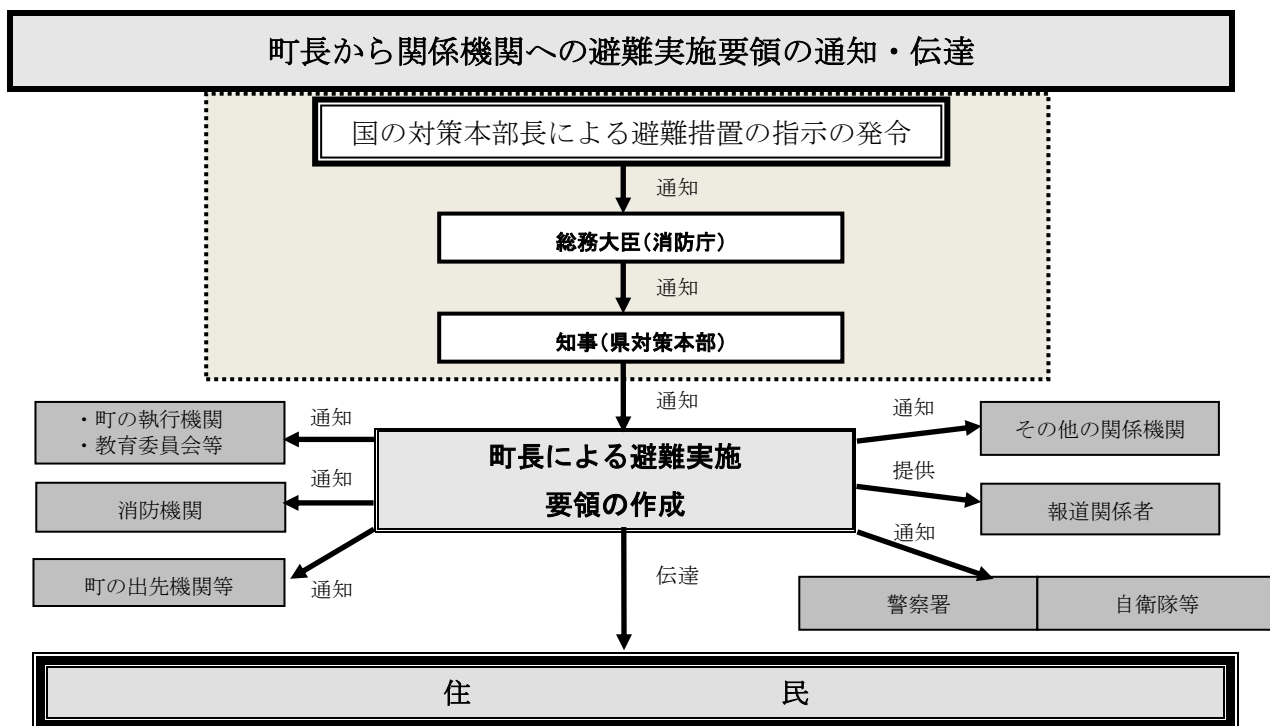 町長から関係機関への避難実施要領の通知・伝達
国の対策本部長による避難措置の指示の発令
通知
総務大臣(消防庁)
通知
知事(県対策本部)
通知
・町の執行機関
・教育委員会等
通知
消防機関
通知
町の出先機関等
通知
町長による避難実施
要領の作成
通知
その他の関係機関
提供
報道関係者
通知
警察署
自衛隊等
伝達
住 民